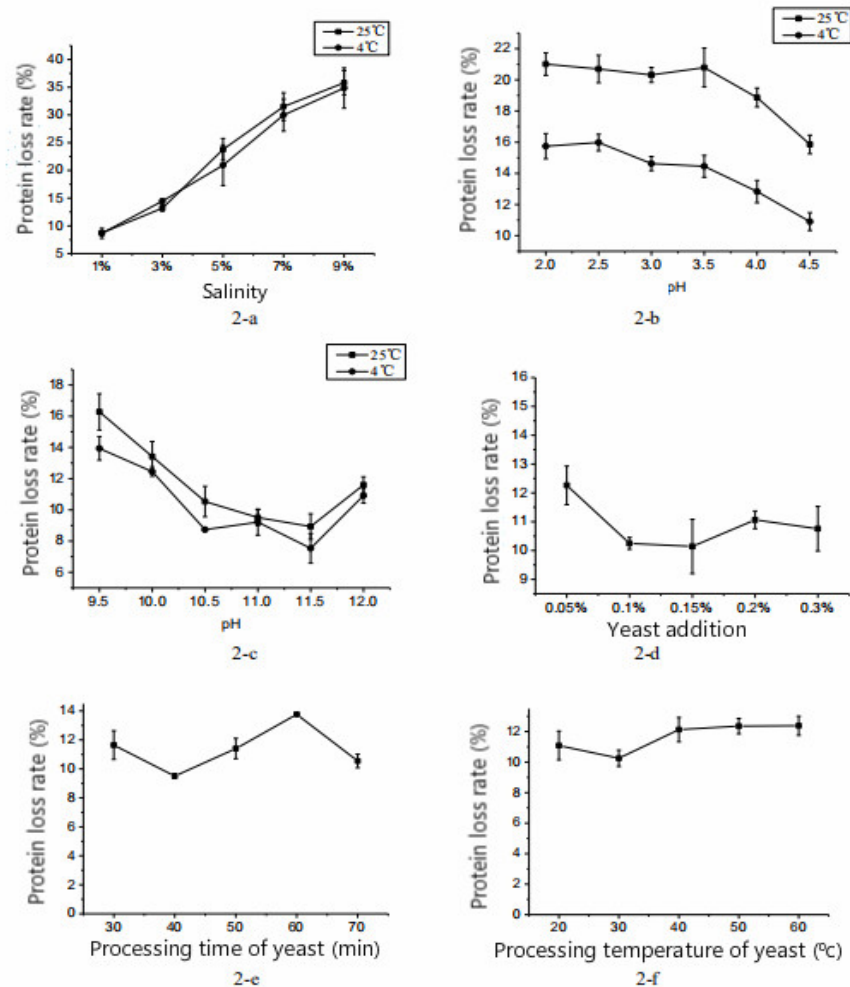 25℃
4℃
Protein loss rate (%)
40
35
30
25
20
15
10
5
1% 3% 5% 7% 9%
Salinity
2-a
25℃
4℃
Protein loss rate (%)
22
20
18
16
14
12
10
2.0 2.5 3.0 3.5 4.0 4.5
pH
2-b
25℃
4℃
Protein loss rate (%)
18
16
14
12
10
8
6
9.5 10.0 10.5 11.0 11.5 12.0
pH
2-c
Protein loss rate (%)
16
15
14
13
12
11
10
9
0.05% 0.1% 0.15% 0.2% 0.3%
Yeast addition
2-d
Protein loss rate (%)
14
12
10
8
6
4
2
0
30 40 50 60 70
Processing time of yeast (min)
2-e
Protein loss rate (%)
12
10
8
6
4
2
0
20 30 40 50 60
Processing temperature of yeast (ºc)
2-f